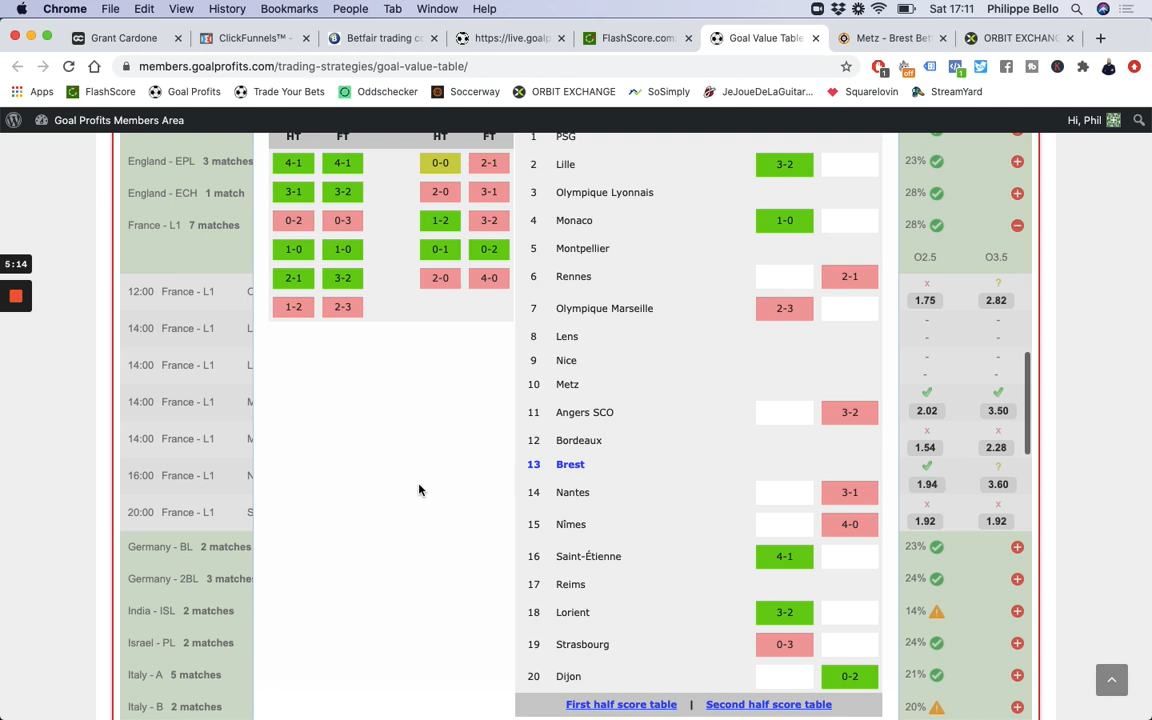 Chrome File Edit View History Bookmarks People Tab Window Help Sat 17:11 Philippe Bello
Grant Cardone ClickFunnels™ - Betfair trading co https://live.goalp FlashScore.com: Goal Value Table Metz - Brest Bet ORBIT EXCHANG
members.goalprofits.com/trading-strategies/goal-value-table/
Apps FlashScore Goal Profits Trade Your Bets Oddschecker Soccerway ORBIT EXCHANGE SoSimply JeJoueDeLaGuitar... Squarelovin StreamYard
Goal Profits Members Area Hi, Phil
HT FT HT FT 1 PSG
England - EPL 3 matches 4-1 4-1 0-0 2-1 2 Lille 3-2 23%
England - ECH 1 match 3-1 3-2 2-0 3-1 3 Olympique Lyonnais 28%
France - L1 7 matches 0-2 0-3 1-2 3-2 4 Monaco 1-0 28%
1-0 1-0 0-1 0-2 5 Montpellier O2.5 O3.5
2-1 3-2 2-0 4-0 6 Rennes 2-1 x ?
5:14
12:00 France - L1 1-2 2-3 7 Olympique Marseille 2-3 1.75 2.82
14:00 France - L1 L 8 Lens - -
- -
14:00 France - L1 L 9 Nice - -
- -
14:00 France - L1 M 10 Metz
11 Angers SCO 3-2 2.02 3.50
14:00 France - L1 M 12 Bordeaux x x
1.54 2.28
16:00 France - L1 N 13 Brest ?
14 Nantes 3-1 1.94 3.60
20:00 France - L1 S 15 Nîmes 4-0 x x
1.92 1.92
Germany - BL 2 matches 16 Saint-Étienne 4-1 23%
Germany - 2BL 3 matche 17 Reims 24%
India - ISL 2 matches 18 Lorient 3-2 14%
Israel - PL 2 matches 19 Strasbourg 0-3 24%
Italy - A 5 matches 20 Dijon 0-2 21%
Italy - B 2 matches First half score table | Second half score table 20%